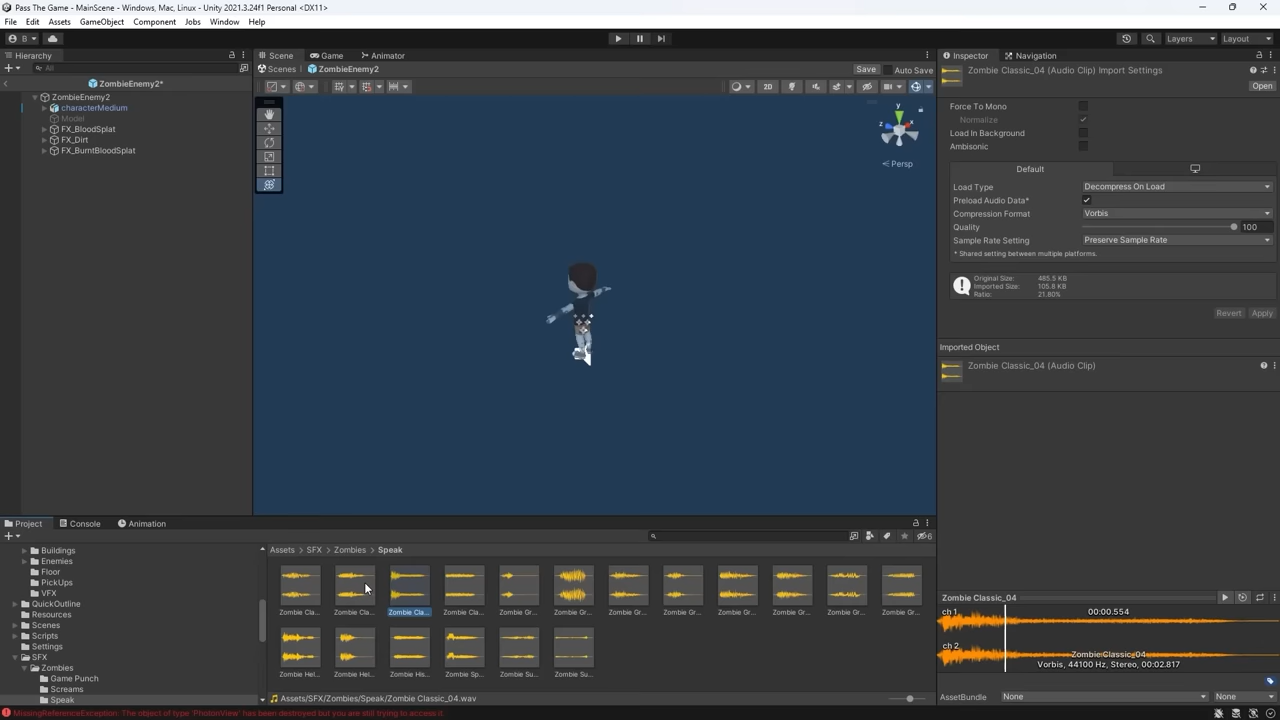 Pass The Game - MainScene - Windows, Mac, Linux - Unity 2021.3.24f1 Personal <DX11>
File Edit Assets GameObject Component Jobs Window Help
B Layers Layout
Hierarchy Scene Game Animator Inspector Navigation
All Scenes ZombieEnemy2 Save Auto Save
Zombie Classic_04 (Audio Clip) Import Settings
Open
ZombieEnemy2*
2D
ZombieEnemy2
characterMedium
Model
FX_BloodSplat
FX_Dirt
FX_BurntBloodSplat
y
z
x
Persp
Force To Mono
Normalize
Load In Background
Ambisonic
Default
Load Type Decompress On Load
Preload Audio Data*
Compression Format Vorbis
Quality 100
Sample Rate Setting Preserve Sample Rate
* Shared setting between multiple platforms.
Original Size: 485.5 KB
Imported Size: 105.8 KB
Ratio: 21.80%
Revert Apply
Imported Object
Zombie Classic_04 (Audio Clip)
Project Console Animation
6
Assets SFX Zombies Speak
Buildings
Enemies
Floor
PickUps
VFX
QuickOutline
Resources
Scenes
Scripts
Settings
SFX
Zombies
Game Punch
Screams
Speak
Zombie Cla... Zombie Cla... Zombie Cla... Zombie Cla... Zombie Gr... Zombie Gr... Zombie Gr... Zombie Gr... Zombie Gr... Zombie Gr... Zombie Gr... Zombie Gr...
Zombie Hel... Zombie Hel... Zombie His... Zombie Sp... Zombie Su... Zombie Su...
Assets/SFX/Zombies/Speak/Zombie Classic_04.wav
Zombie Classic_04
ch 1 00:00.554
ch 2
Zombie Classic_04
Vorbis, 44100 Hz, Stereo, 00:02.817
AssetBundle None None
MissingReferenceException: The object of type 'PhotonView' has been destroyed but you are still trying to access it.